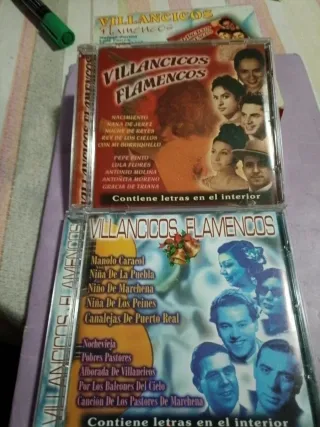 VILLANCICOS
FLAMENCOS
VILLANCICOS FLAMENCOS
VILLANCICOS
FLAMENCOS
NACIMIENTO
NANA DE JEREZ
NOCHE DE REYES
REY DE LOS CIELOS
CON MI BORRIQUILLO
PEPE PINTO
LOLA FLORES
ANTONIO MOLINA
ANTOÑITA MORENO
GRACIA DE TRIANA
Contiene letras en el interior
VILLANCICOS FLAMENCOS
VILLANCICOS FLAMENCOS
Manolo Caracol
Niña De La Puebla
Niño De Marchena
Niña De Los Peines
Canalejas De Puerto Real
Nochevieja
Pobres Pastores
Alborada De Villancicos
Por Los Balcones Del Cielo
Canción De Los Pastores De Marchena
Contiene letras en el interior